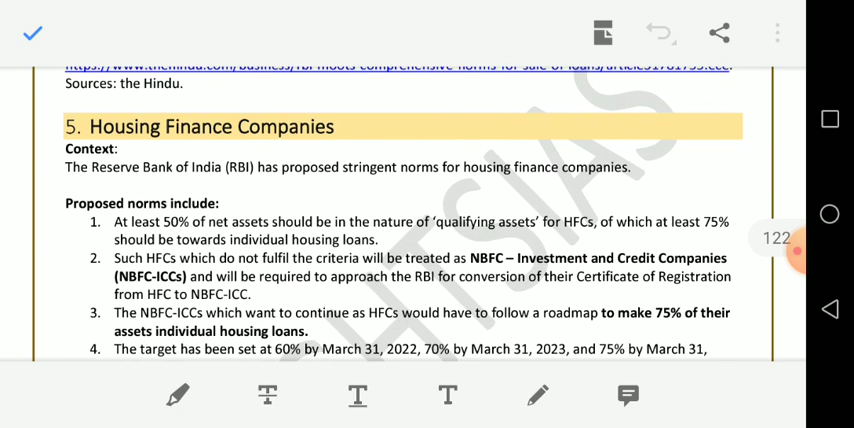 Sources: the Hindu.
5. Housing Finance Companies
Context:
The Reserve Bank of India (RBI) has proposed stringent norms for housing finance companies.
Proposed norms include:
1. At least 50% of net assets should be in the nature of ‘qualifying assets’ for HFCs, of which at least 75%
should be towards individual housing loans.
2. Such HFCs which do not fulfil the criteria will be treated as NBFC – Investment and Credit Companies
(NBFC-ICCs) and will be required to approach the RBI for conversion of their Certificate of Registration
from HFC to NBFC-ICC.
122
3. The NBFC-ICCs which want to continue as HFCs would have to follow a roadmap to make 75% of their
assets individual housing loans.
4. The target has been set at 60% by March 31, 2022, 70% by March 31, 2023, and 75% by March 31,
T T T